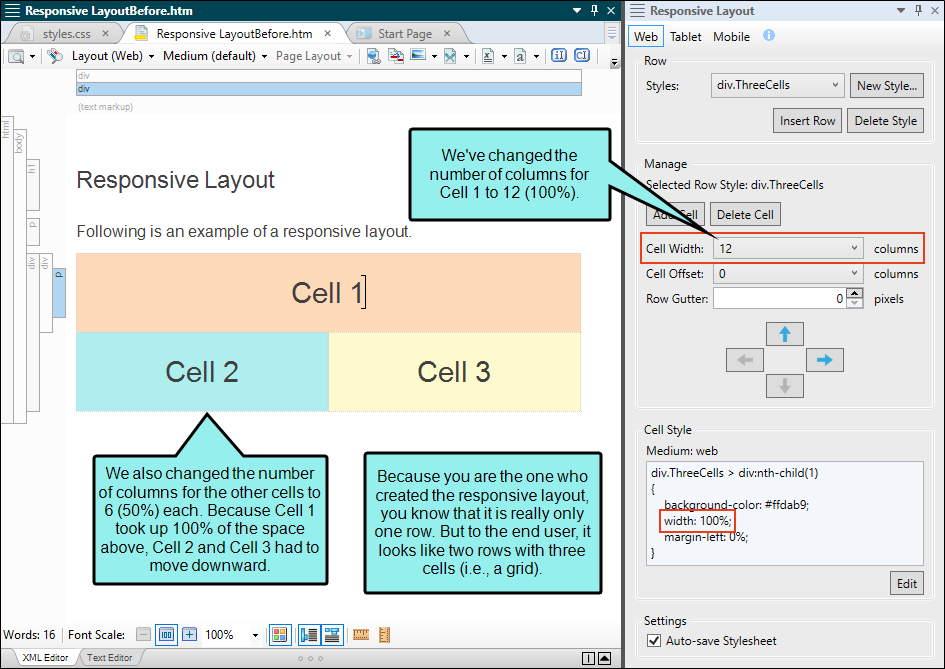 Responsive LayoutBefore.htm
styles.css
Responsive LayoutBefore.htm
Start Page
Layout (Web)
Medium (default)
Page Layout
div
div
(text markup)
html
body
h1
p
div
div
p
Responsive Layout
Following is an example of a responsive layout.
Cell 1
Cell 2
Cell 3
We've changed the
number of columns for
Cell 1 to 12 (100%).
We also changed the number
of columns for the other cells to
6 (50%) each. Because Cell 1
took up 100% of the space
above, Cell 2 and Cell 3 had to
move downward.
Because you are the one who
created the responsive layout,
you know that it is really only
one row. But to the end user, it
looks like two rows with three
cells (i.e., a grid).
Words: 16
Font Scale:
100%
XML Editor
Text Editor
Responsive Layout
Web
Tablet
Mobile
Row
Styles:
div.ThreeCells
New Style...
Insert Row
Delete Style
Manage
Selected Row Style: div.ThreeCells
Add Cell
Delete Cell
Cell Width:
12
columns
Cell Offset:
0
columns
Row Gutter:
0
pixels
Cell Style
Medium: web
div.ThreeCells > div:nth-child(1)
{
background-color: #ffdab9;
width: 100%;
margin-left: 0%;
}
Edit
Settings
Auto-save Stylesheet